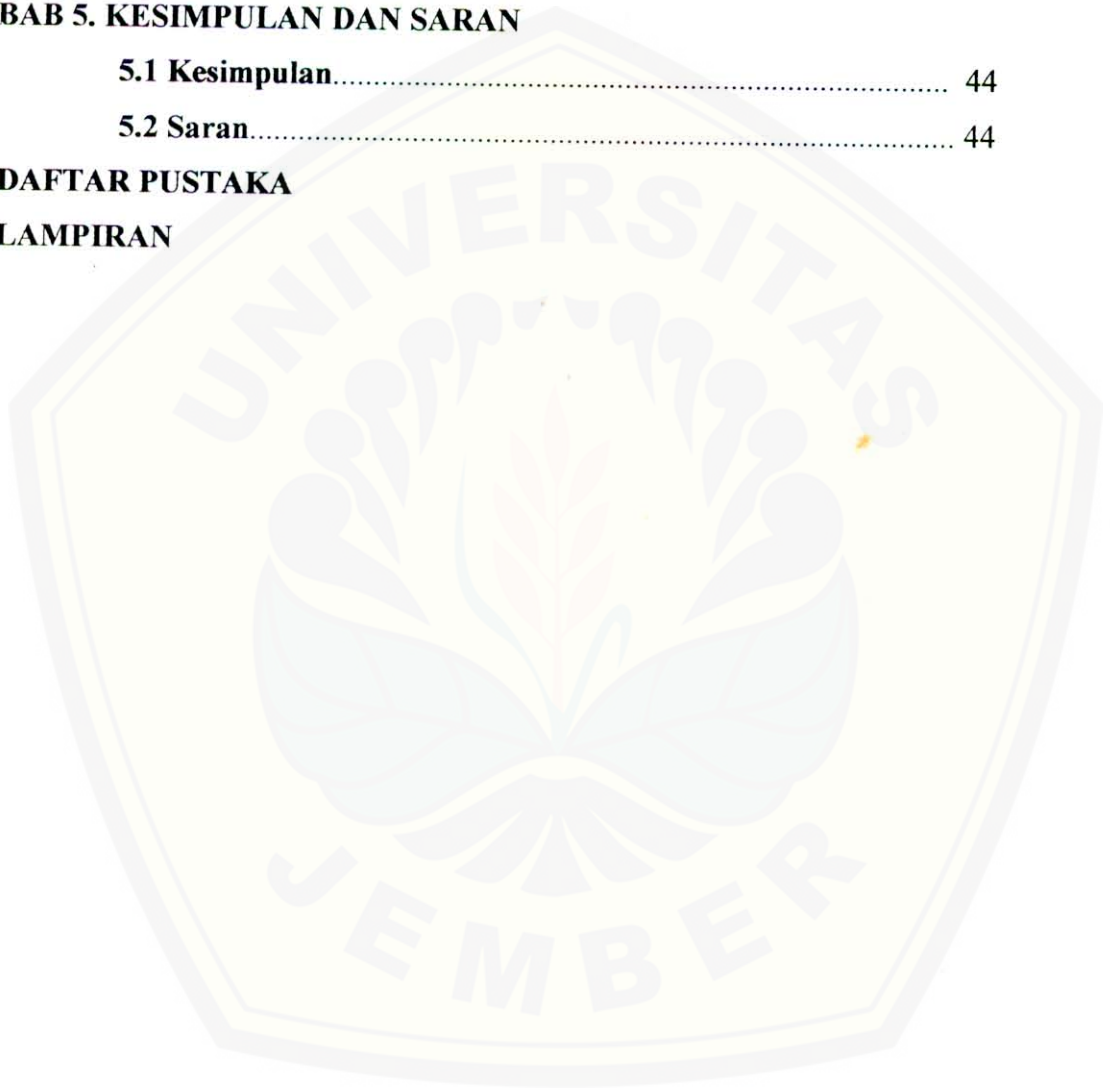 BAB 5. KESIMPULAN DAN SARAN
5.1 Kesimpulan........................................................................................ 44
5.2 Saran..................................................................................................... 44
DAFTAR PUSTAKA
LAMPIRAN
UNIVERSITAS
JEMBER